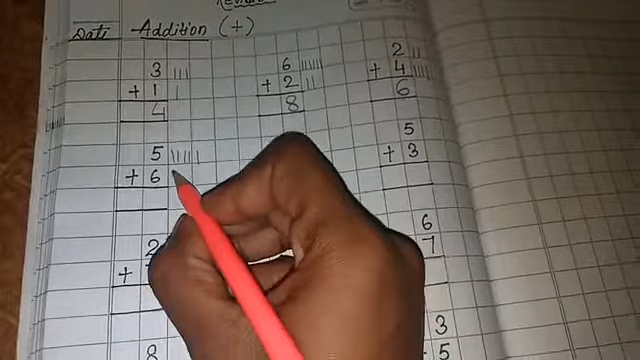 Date Addition (+)
3 6 2
+ 1 + 2 + 4
4 8 6
5 5
+ 6 + 3
6
2 7
+
3
8 5